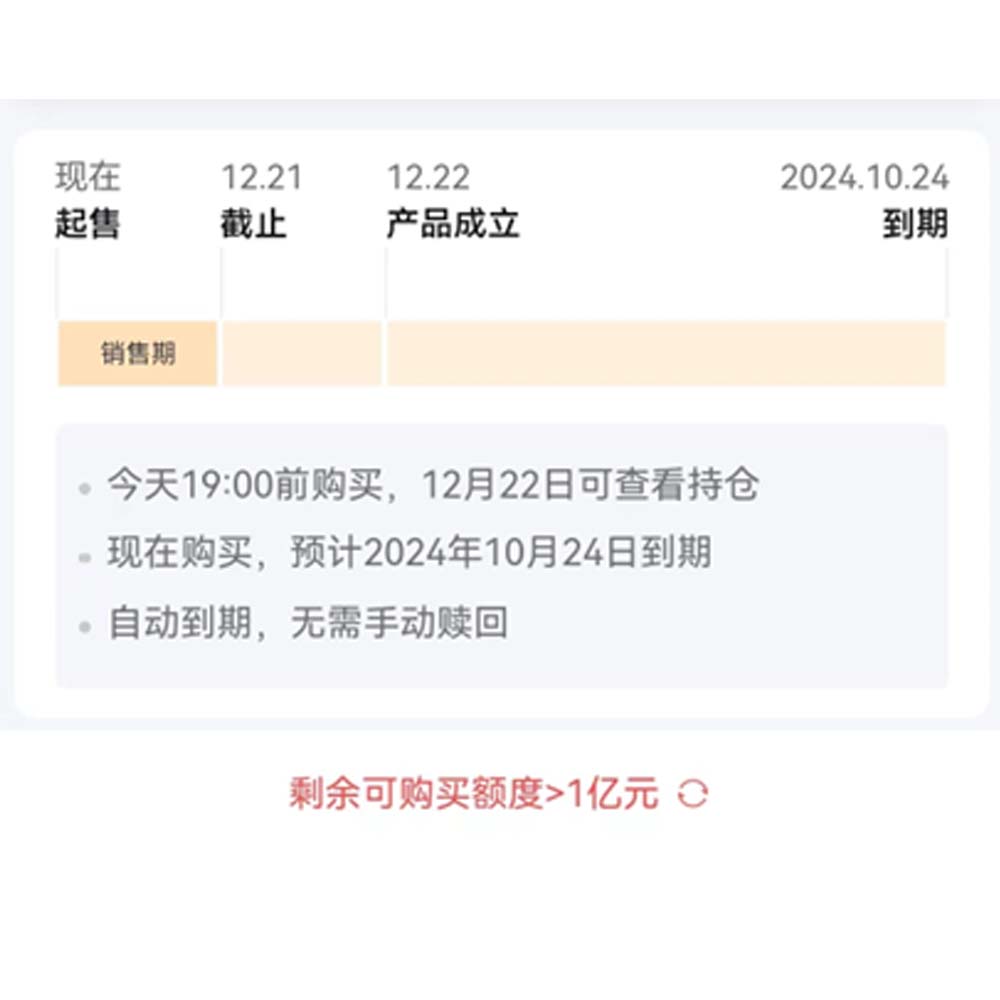 现在 12.21 12.22 2024.10.24
起售 截止 产品成立 到期
销售期
今天19:00前购买，12月22日可查看持仓
现在购买，预计2024年10月24日到期
自动到期，无需手动赎回
剩余可购买额度>1亿元